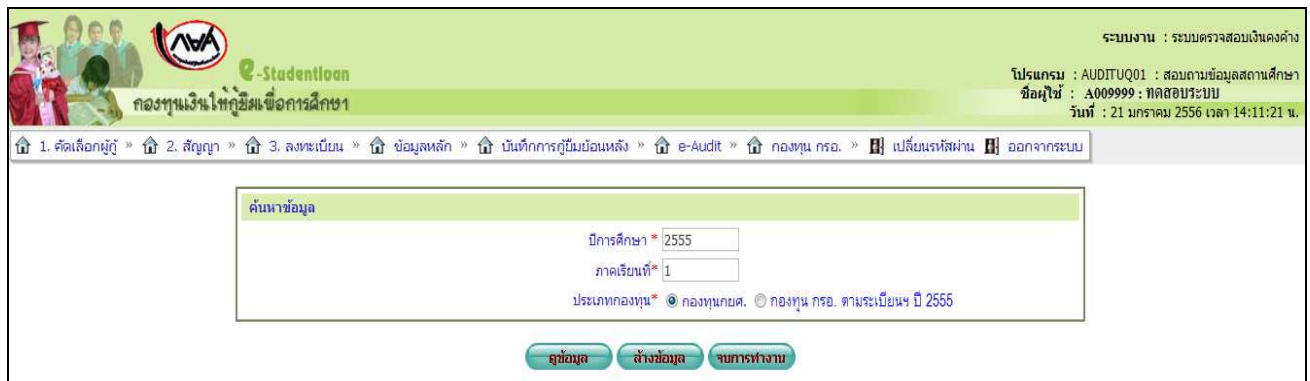 กยศ
ระบบงาน : ระบบตรวจสอบเงินคงค้าง
e-Studentloan
โปรแกรม : AUDITUQ01 : สอบถามข้อมูลสถานศึกษา
กองทุนเงินให้กู้ยืมเพื่อการศึกษา
ชื่อผู้ใช้ : A009999 : ทดสอบระบบ
วันที่ : 21 มกราคม 2556 เวลา 14:11:21 น.
1. คัดเลือกผู้กู้ » 2. สัญญา » 3. ลงทะเบียน » ข้อมูลหลัก » บันทึกการกู้ยืมย้อนหลัง » e-Audit » กองทุน กรอ. » เปลี่ยนรหัสผ่าน ออกจากระบบ
ค้นหาข้อมูล
ปีการศึกษา * 2555
ภาคเรียนที่* 1
ประเภทกองทุน* กองทุนกยศ. กองทุน กรอ. ตามระเบียนฯ ปี 2555
ดูข้อมูล ล้างข้อมูล จบการทำงาน